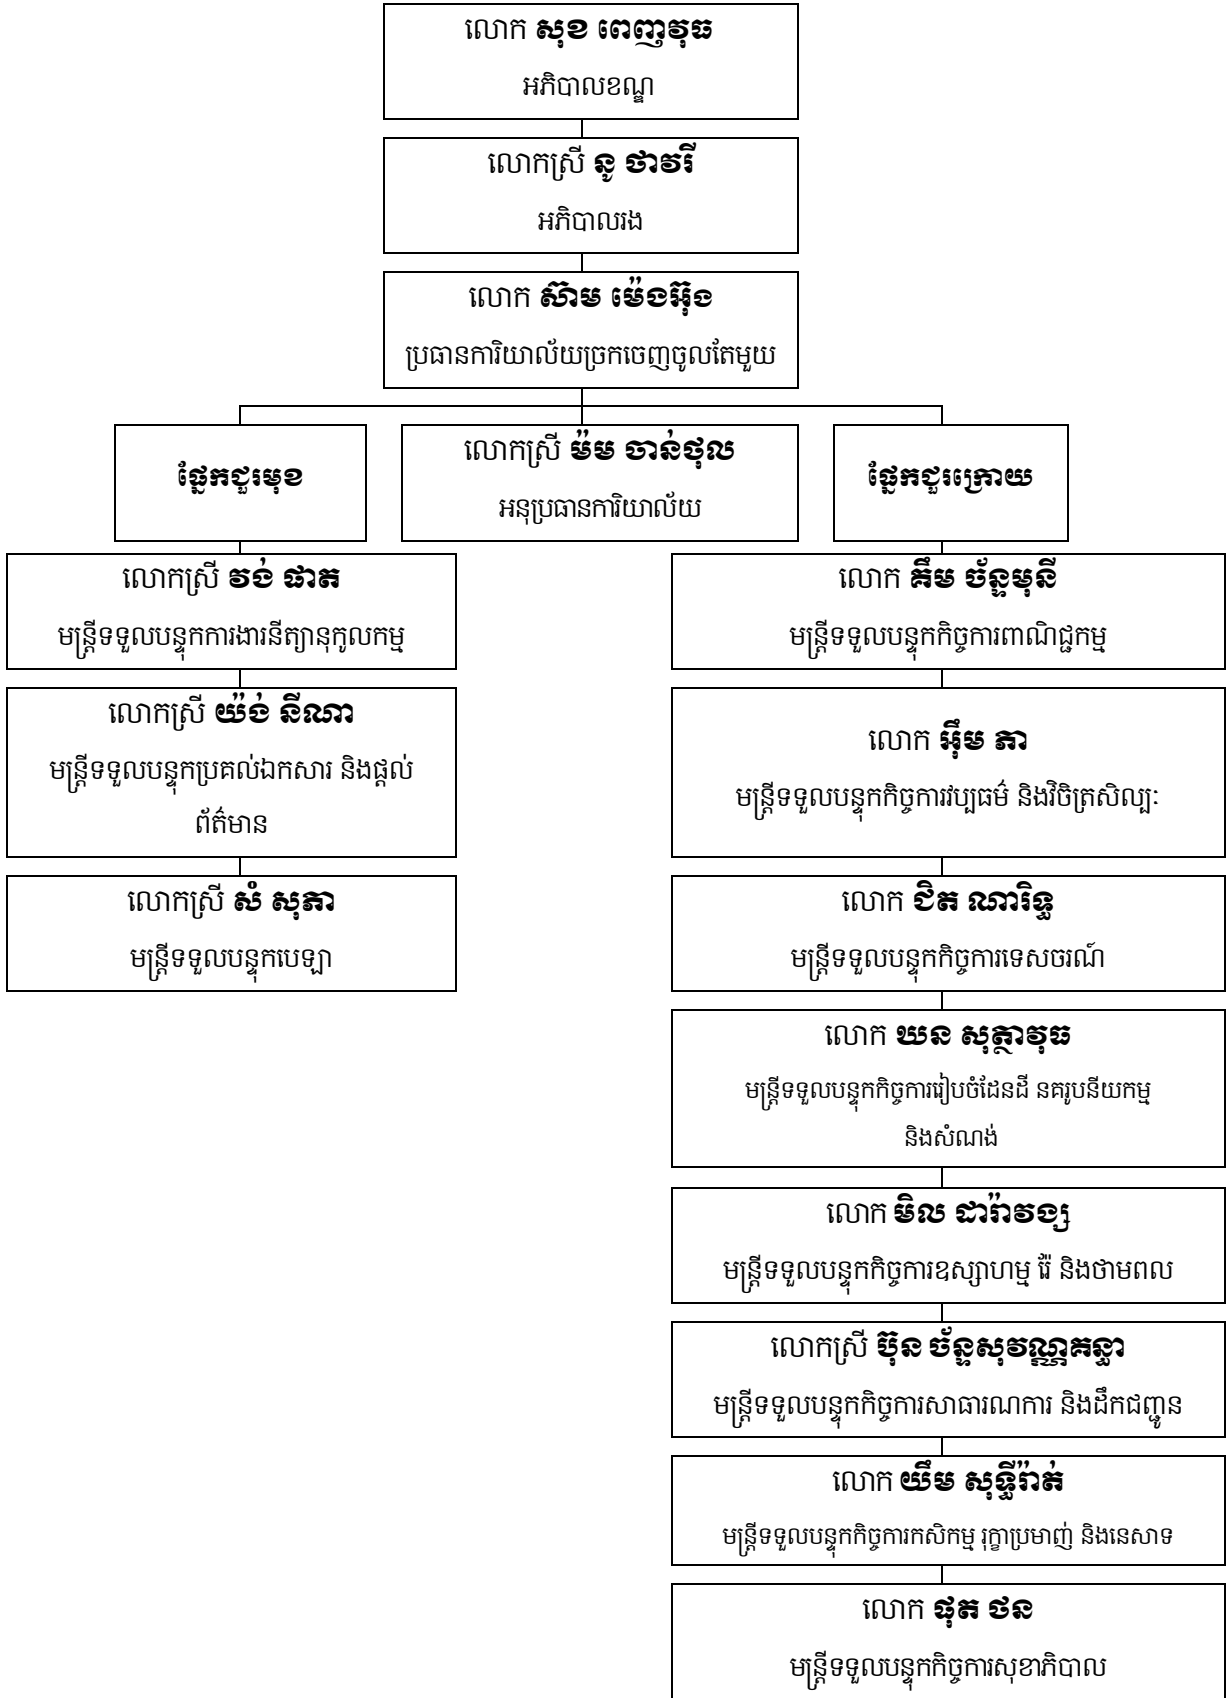 លោក សុខ ពេញវុធ
អភិបាលខណ្ឌ
លោកស្រី នូ ថាវរី
អភិបាលរង
លោក ស៊ាម ម៉េងអ៊ុង
ប្រធានការិយាល័យច្រកចេញចូលតែមួយ
ផ្នែកជួរមុខ
លោកស្រី ម៉ម ចាន់ថុល
អនុប្រធានការិយាល័យ
ផ្នែកជួរក្រោយ
លោកស្រី វង់ ផាត
មន្ត្រីទទួលបន្ទុកការងារនីត្យានុកូលកម្ម
លោកស្រី យ៉ង់ នីណា
មន្ត្រីទទួលបន្ទុកប្រគល់ឯកសារ និងផ្តល់
ព័ត៌មាន
លោកស្រី សំ សុភា
មន្ត្រីទទួលបន្ទុកបេឡា
លោក គឹម ច័ន្ទមុនី
មន្ត្រីទទួលបន្ទុកកិច្ចការពាណិជ្ជកម្ម
លោក អ៊ឹម ភា
មន្ត្រីទទួលបន្ទុកកិច្ចការវប្បធម៌ និងវិចិត្រសិល្បៈ
លោក ជិត ណារិទ្ធ
មន្ត្រីទទួលបន្ទុកកិច្ចការទេសចរណ៍
លោក ឃន សុត្ថាវុធ
មន្ត្រីទទួលបន្ទុកកិច្ចការរៀបចំដែនដី នគរូបនីយកម្ម
និងសំណង់
លោក មិល ដារ៉ាវង្ស
មន្ត្រីទទួលបន្ទុកកិច្ចការឧស្សាហម្ម រ៉ែ និងថាមពល
លោកស្រី ប៊ុន ច័ន្ទសុវណ្ណគន្ធា
មន្ត្រីទទួលបន្ទុកកិច្ចការសាធារណការ និងដឹកជញ្ជូន
លោក យឹម សុទ្ធីរ៉ាត់
មន្ត្រីទទួលបន្ទុកកិច្ចការកសិកម្ម រុក្ខាប្រមាញ់ និងនេសាទ
លោក ផុត ថន
មន្ត្រីទទួលបន្ទុកកិច្ចការសុខាភិបាល